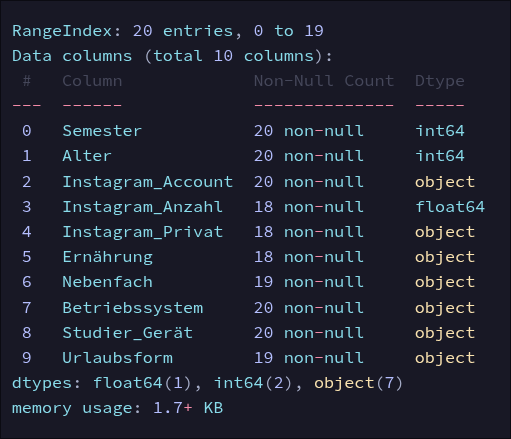 RangeIndex: 20 entries, 0 to 19
Data columns (total 10 columns):
 #   Column             Non-Null Count  Dtype
---  ------             --------------  -----
 0   Semester           20 non-null     int64
 1   Alter              20 non-null     int64
 2   Instagram_Account  20 non-null     object
 3   Instagram_Anzahl   18 non-null     float64
 4   Instagram_Privat   18 non-null     object
 5   Ernährung          18 non-null     object
 6   Nebenfach          19 non-null     object
 7   Betriebssystem     20 non-null     object
 8   Studier_Gerät      20 non-null     object
 9   Urlaubsform        19 non-null     object
dtypes: float64(1), int64(2), object(7)
memory usage: 1.7+ KB